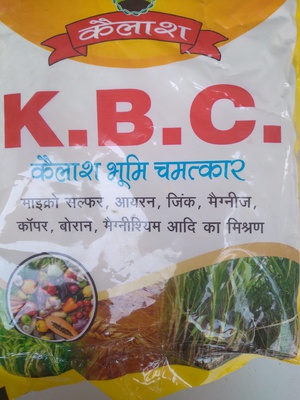 कैलाश
K.B.C.
कैलाश भूमि चमत्कार
माइक्रो सल्फर, आयरन, जिंक, मैग्नीज,
कॉपर, बोरान, मैग्नीशियम आदि का मिश्रण